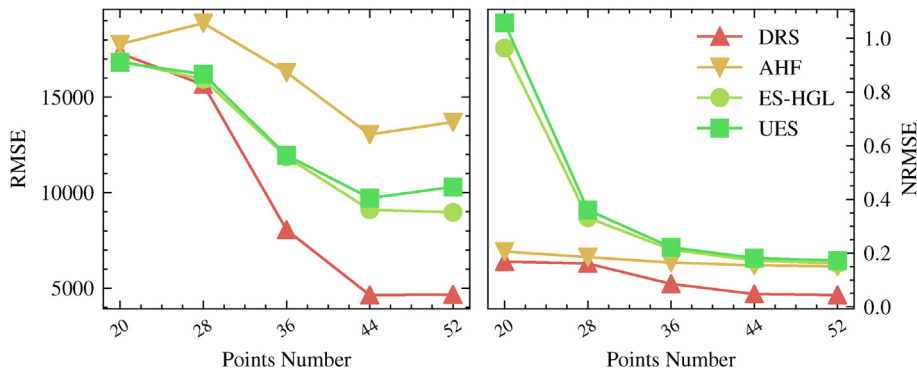 RMSE
15000
10000
5000
20 28 36 44 52
Points Number
DRS
AHF
ES-HGL
UES
20 28 36 44 52
Points Number
1.0
0.8
0.6
0.4
0.2
0.0
NRMSE